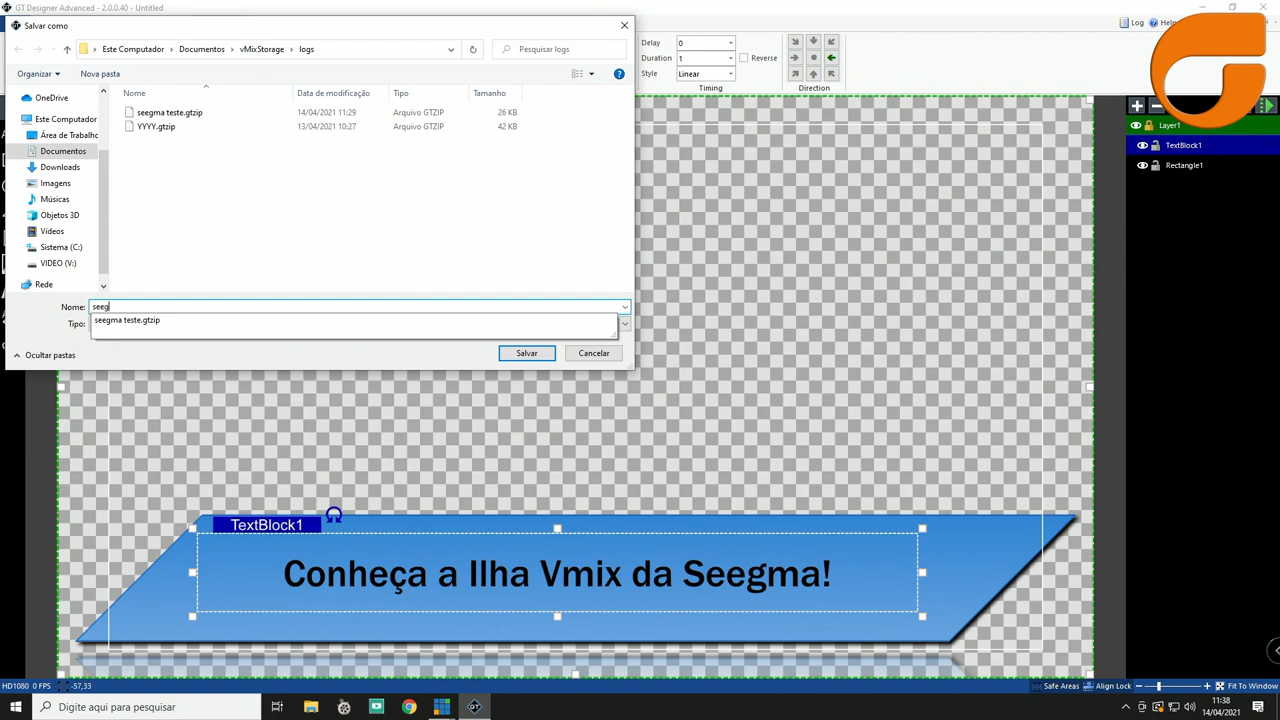 GT Designer Advanced - 2.0.0.40 - Untitled
Salvar como
Log
Help
Este Computador
Documentos
vMixStorage
logs
Pesquisar logs
Delay
0
Duration
1
Reverse
Style
Linear
Timing
Direction
Organizar
Nova pasta
Nome
Data de modificação
Tipo
Tamanho
seegma teste.gtzip
14/04/2021 11:29
Arquivo GTZIP
26 KB
YYYY.gtzip
13/04/2021 10:27
Arquivo GTZIP
42 KB
OneDrive
Este Computador
Área de Trabalho
Documentos
Downloads
Imagens
Músicas
Objetos 3D
Vídeos
Sistema (C:)
VIDEO (V:)
Rede
Nome:
seeg
Tipo:
seegma teste.gtzip
Ocultar pastas
Salvar
Cancelar
Layer1
TextBlock1
Rectangle1
TextBlock1
Conheça a Ilha Vmix da Seegma!
HD1080 0 FPS
-57,33
Safe Areas
Align Lock
Fit To Window
Digite aqui para pesquisar
11:38
14/04/2021